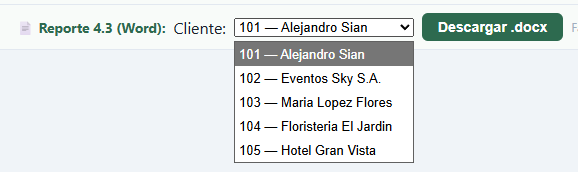 Reporte 4.3 (Word): Cliente: 101 — Alejandro Sian Descargar .docx
101 — Alejandro Sian
102 — Eventos Sky S.A.
103 — Maria Lopez Flores
104 — Floristeria El Jardin
105 — Hotel Gran Vista